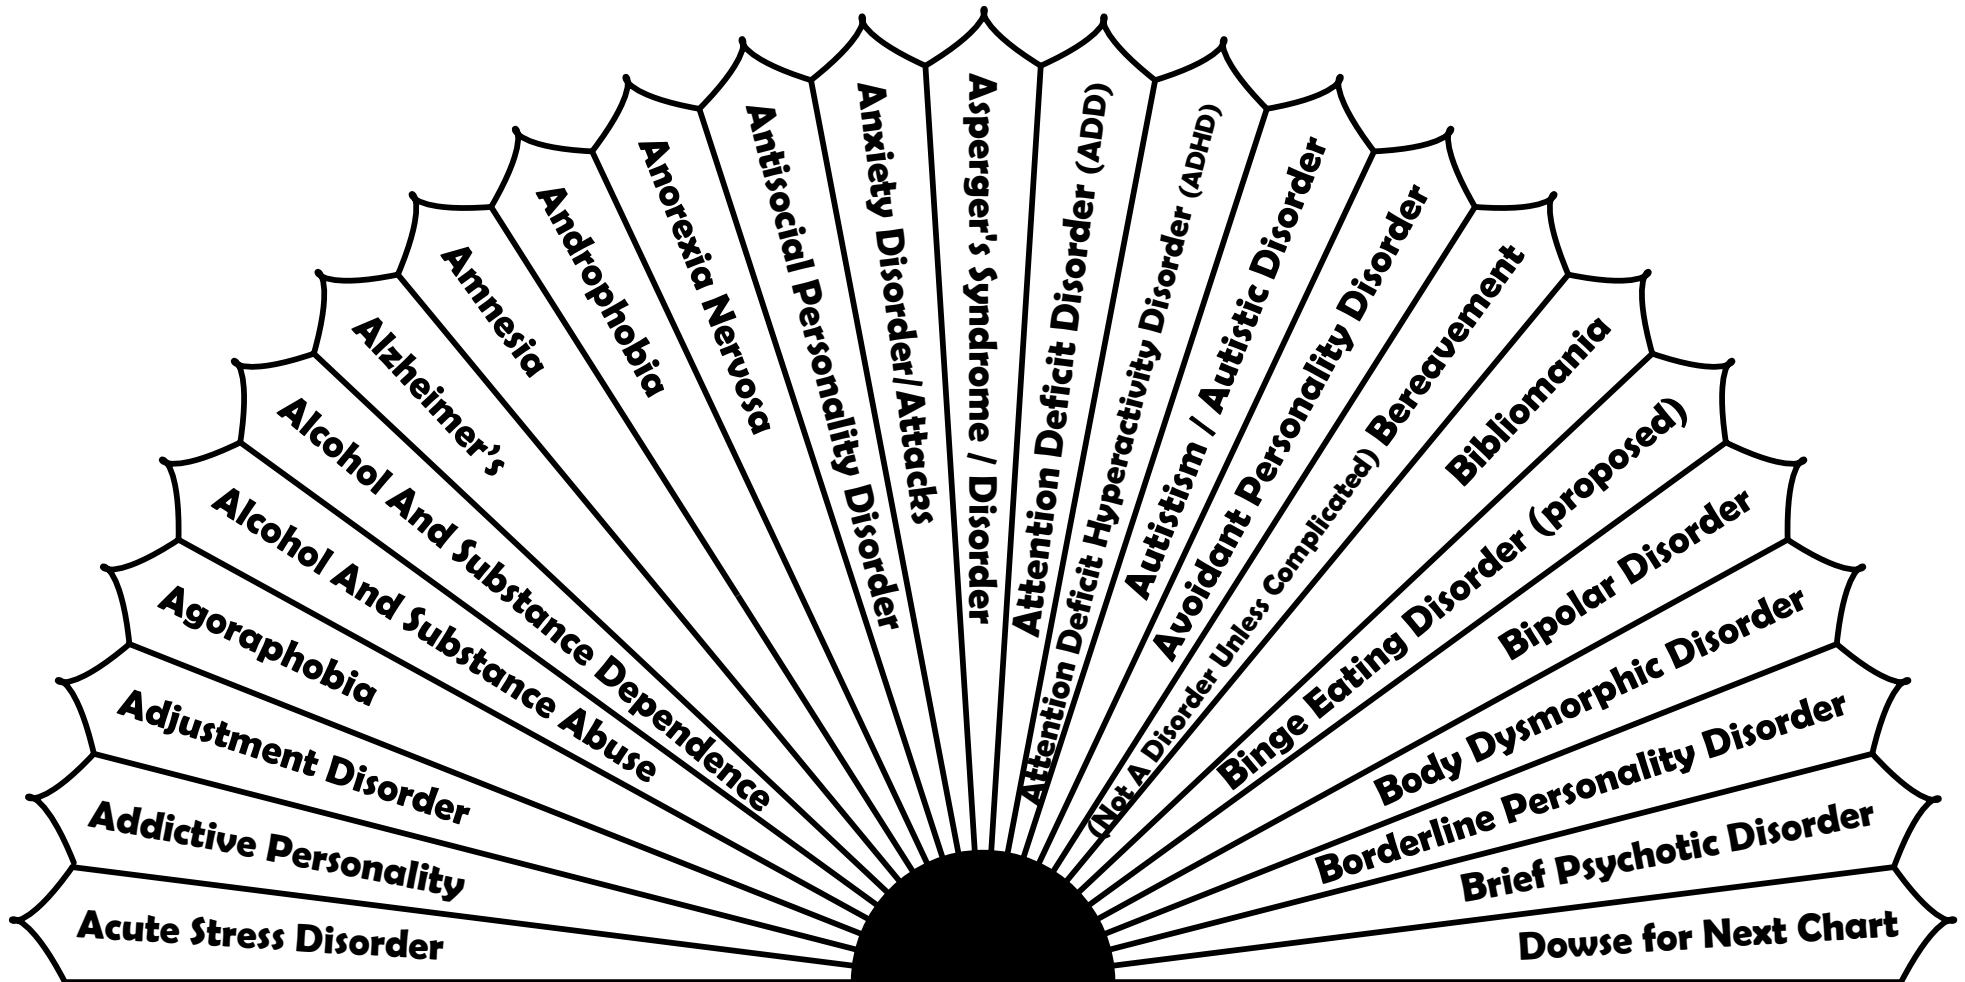 Acute Stress Disorder
Addictive Personality
Adjustment Disorder
Agoraphobia
Alcohol And Substance Abuse
Alcohol And Substance Dependence
Alzheimer's
Amnesia
Androphobia
Anorexia Nervosa
Antisocial Personality Disorder
Anxiety Disorder/Attacks
Asperger's Syndrome / Disorder
Attention Deficit Disorder (ADD)
Attention Deficit Hyperactivity Disorder (ADHD)
Autistism / Autistic Disorder
Avoidant Personality Disorder
(Not A Disorder Unless Complicated) Bereavement
Bibliomania
Binge Eating Disorder (proposed)
Bipolar Disorder
Body Dysmorphic Disorder
Borderline Personality Disorder
Brief Psychotic Disorder
Dowse for Next Chart